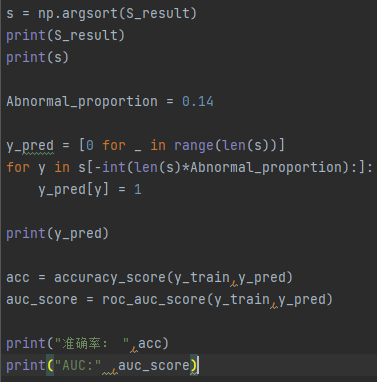 s = np.argsort(S_result)
print(S_result)
print(s)
Abnormal_proportion = 0.14
y_pred = [0 for _ in range(len(s))]
for y in s[-int(len(s)*Abnormal_proportion):]:
    y_pred[y] = 1
print(y_pred)
acc = accuracy_score(y_train,y_pred)
auc_score = roc_auc_score(y_train,y_pred)
print("准确率: ",acc)
print("AUC:" ,auc_score)